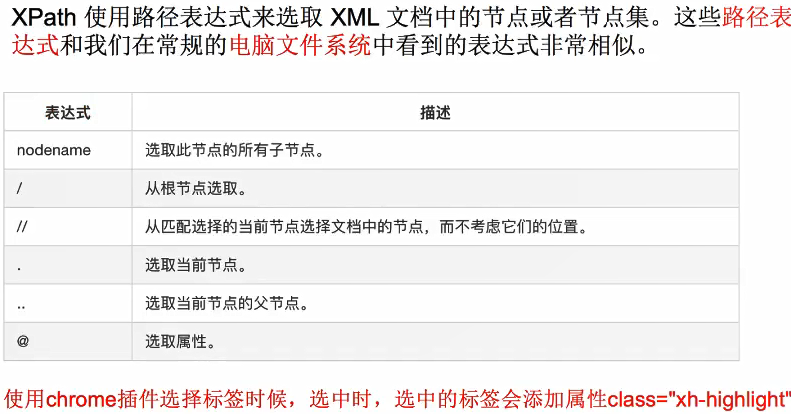 XPath 使用路径表达式来选取 XML 文档中的节点或者节点集。这些路径表
达式和我们在常规的电脑文件系统中看到的表达式非常相似。
表达式 描述
nodename 选取此节点的所有子节点。
/ 从根节点选取。
// 从匹配选择的当前节点选择文档中的节点，而不考虑它们的位置。
. 选取当前节点。
.. 选取当前节点的父节点。
@ 选取属性。
使用chrome插件选择标签时候，选中时，选中的标签会添加属性class="xh-highlight"